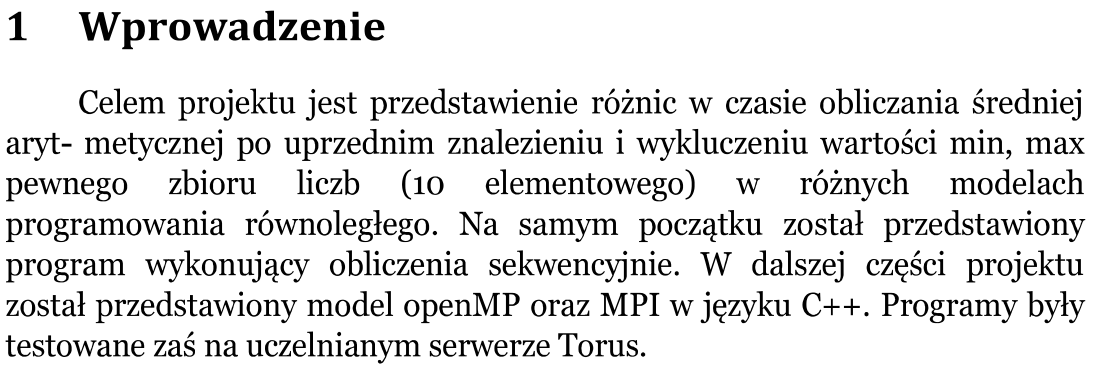 1 Wprowadzenie
Celem projektu jest przedstawienie różnic w czasie obliczania średniej
aryt- metycznej po uprzednim znalezieniu i wykluczeniu wartości min, max
pewnego zbioru liczb (10 elementowego) w różnych modelach
programowania równoległego. Na samym początku został przedstawiony
program wykonujący obliczenia sekwencyjnie. W dalszej części projektu
został przedstawiony model openMP oraz MPI w języku C++. Programy były
testowane zaś na uczelnianym serwerze Torus.